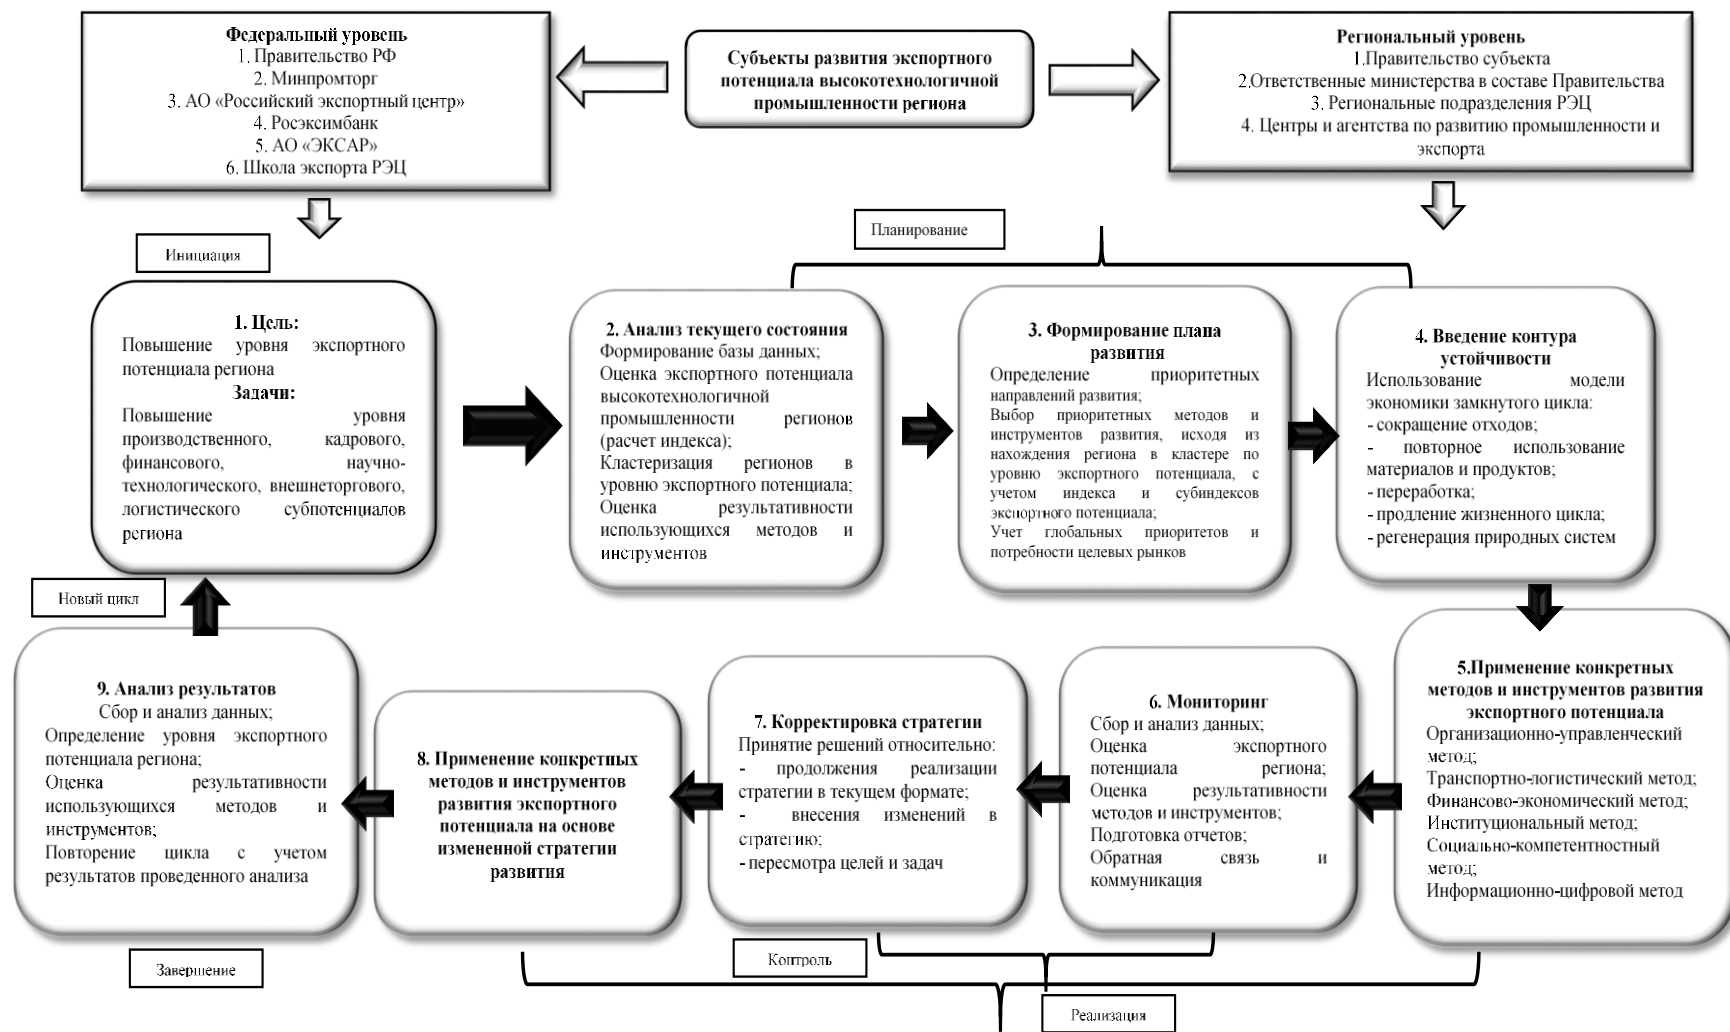 Федеральный уровень
1. Правительство РФ
2. Минпромторг
3. АО «Российский экспортный центр»
4. Росэксимбанк
5. АО «ЭКСАР»
6. Школа экспорта РЭЦ
Субъекты развития экспортного
потенциала высокотехнологичной
промышленности региона
Региональный уровень
1.Правительство субъекта
2.Ответственные министерства в составе Правительства
3. Региональные подразделения РЭЦ
4. Центры и агентства по развитию промышленности и
экспорта
Инициация
Планирование
1. Цель:
Повышение уровня экспортного
потенциала региона
Задачи:
Повышение уровня
производственного, кадрового,
финансового, научно-
технологического, внешнеторгового,
логистического субпотенциалов
региона
2. Анализ текущего состояния
Формирование базы данных;
Оценка экспортного потенциала
высокотехнологичной
промышленности регионов
(расчет индекса);
Кластеризация регионов в
уровню экспортного потенциала;
Оценка результативности
использующихся методов и
инструментов
3. Формирование плана
развития
Определение приоритетных
направлений развития;
Выбор приоритетных методов и
инструментов развития, исходя из
нахождения региона в кластере по
уровню экспортного потенциала, с
учетом индекса и субиндексов
экспортного потенциала;
Учет глобальных приоритетов и
потребности целевых рынков
4. Введение контура
устойчивости
Использование модели
экономики замкнутого цикла:
- сокращение отходов;
- повторное использование
материалов и продуктов;
- переработка;
- продление жизненного цикла;
- регенерация природных систем
Новый цикл
9. Анализ результатов
Сбор и анализ данных;
Определение уровня экспортного
потенциала региона;
Оценка результативности
использующихся методов и
инструментов;
Повторение цикла с учетом
результатов проведенного анализа
8. Применение конкретных
методов и инструментов
развития экспортного
потенциала на основе
измененной стратегии
развития
7. Корректировка стратегии
Принятие решений относительно:
- продолжения реализации
стратегии в текущем формате;
- внесения изменений в
стратегию;
- пересмотра целей и задач
6. Мониторинг
Сбор и анализ данных;
Оценка экспортного
потенциала региона;
Оценка результативности
методов и инструментов;
Подготовка отчетов;
Обратная связь и
коммуникация
5.Применение конкретных
методов и инструментов развития
экспортного потенциала
Организационно-управленческий
метод;
Транспортно-логистический метод;
Финансово-экономический метод;
Институциональный метод;
Социально-компетентностный
метод;
Информационно-цифровой метод
Завершение
Контроль
Реализация